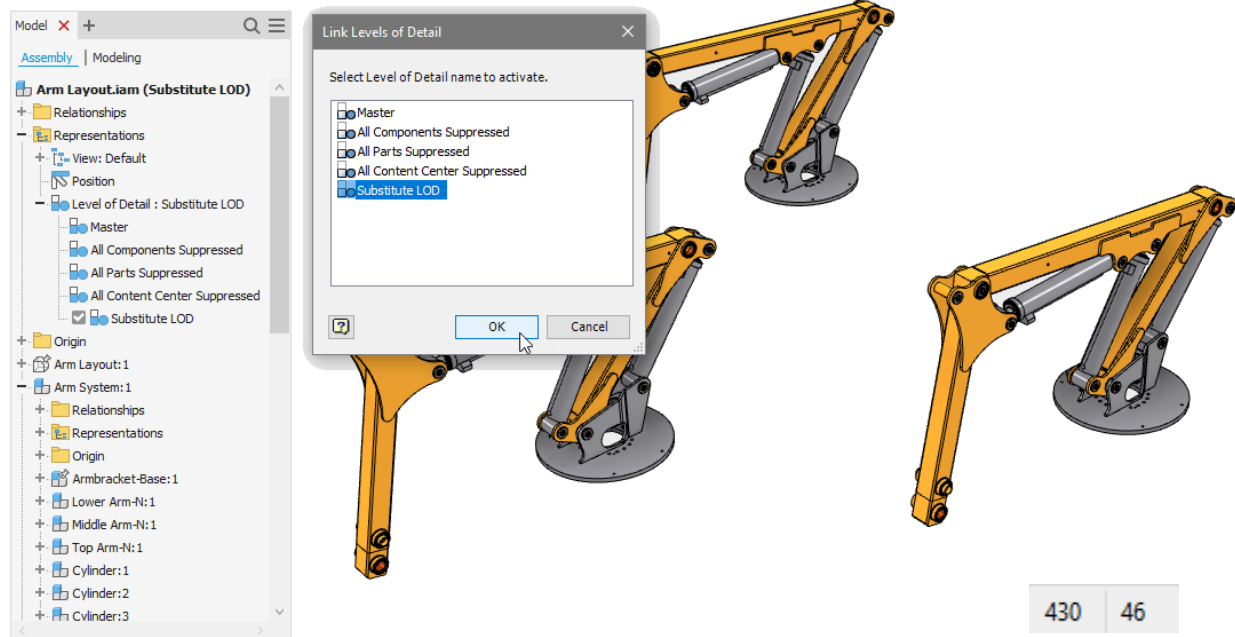 Model
Assembly | Modeling
Arm Layout.iam (Substitute LOD)
Relationships
Representations
View: Default
Position
Level of Detail : Substitute LOD
Master
All Components Suppressed
All Parts Suppressed
All Content Center Suppressed
Substitute LOD
Origin
Arm Layout:1
Arm System:1
Relationships
Representations
Origin
Armbracket-Base:1
Lower Arm-N:1
Middle Arm-N:1
Top Arm-N:1
Cylinder:1
Cylinder:2
Cylinder:3
Link Levels of Detail
Select Level of Detail name to activate.
Master
All Components Suppressed
All Parts Suppressed
All Content Center Suppressed
Substitute LOD
OK Cancel
430 46